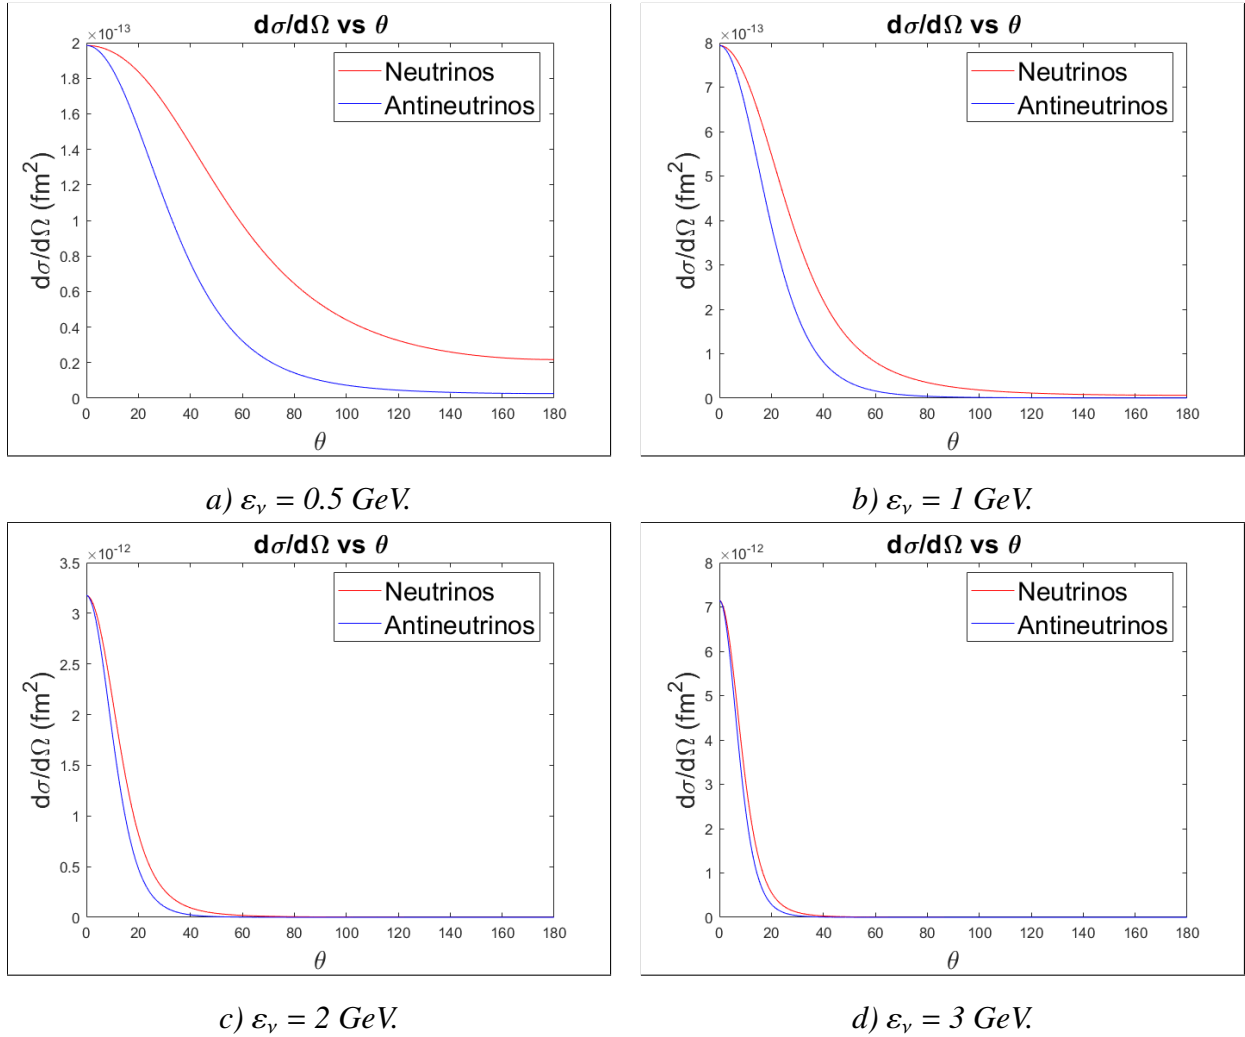 dσ/dΩ vs θ
×10-13
2
1.8
1.6
1.4
1.2
1
0.8
0.6
0.4
0.2
0
dσ/dΩ (fm2)
Neutrinos
Antineutrinos
0 20 40 60 80 100 120 140 160 180
θ
a) εν = 0.5 GeV.
dσ/dΩ vs θ
×10-13
8
7
6
5
4
3
2
1
0
dσ/dΩ (fm2)
Neutrinos
Antineutrinos
0 20 40 60 80 100 120 140 160 180
θ
b) εν = 1 GeV.
dσ/dΩ vs θ
×10-12
3.5
3
2.5
2
1.5
1
0.5
0
dσ/dΩ (fm2)
Neutrinos
Antineutrinos
0 20 40 60 80 100 120 140 160 180
θ
c) εν = 2 GeV.
dσ/dΩ vs θ
×10-12
8
7
6
5
4
3
2
1
0
dσ/dΩ (fm2)
Neutrinos
Antineutrinos
0 20 40 60 80 100 120 140 160 180
θ
d) εν = 3 GeV.